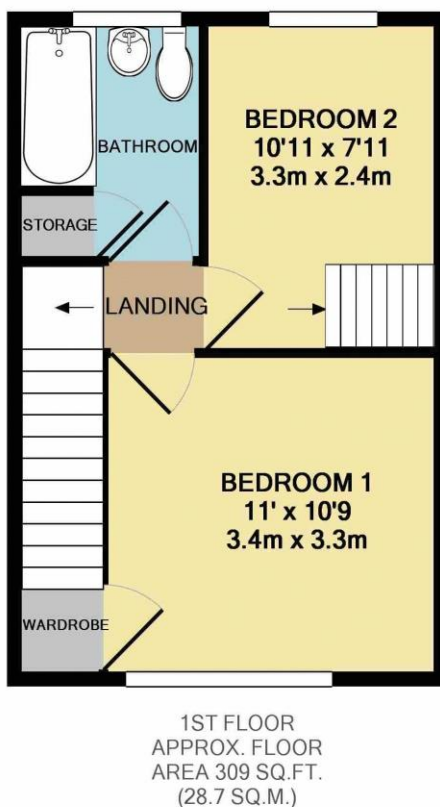 BEDROOM 2
10'11 x 7'11
3.3m x 2.4m
BATHROOM
STORAGE
LANDING
BEDROOM 1
11' x 10'9
3.4m x 3.3m
WARDROBE
1ST FLOOR
APPROX. FLOOR
AREA 309 SQ.FT.
(28.7 SQ.M.)